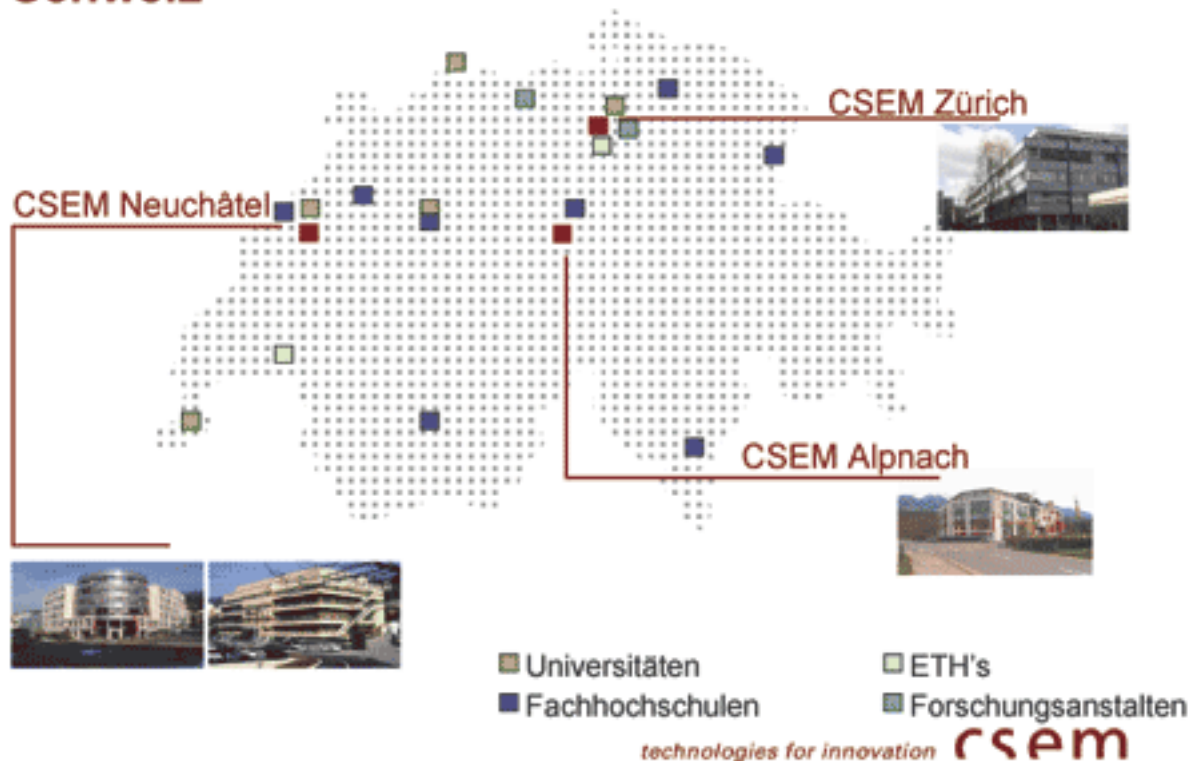 CSEM Zürich
CSEM Neuchâtel
CSEM Alpnach
Universitäten
ETH's
Fachhochschulen
Forschungsanstalten
technologies for innovation csem